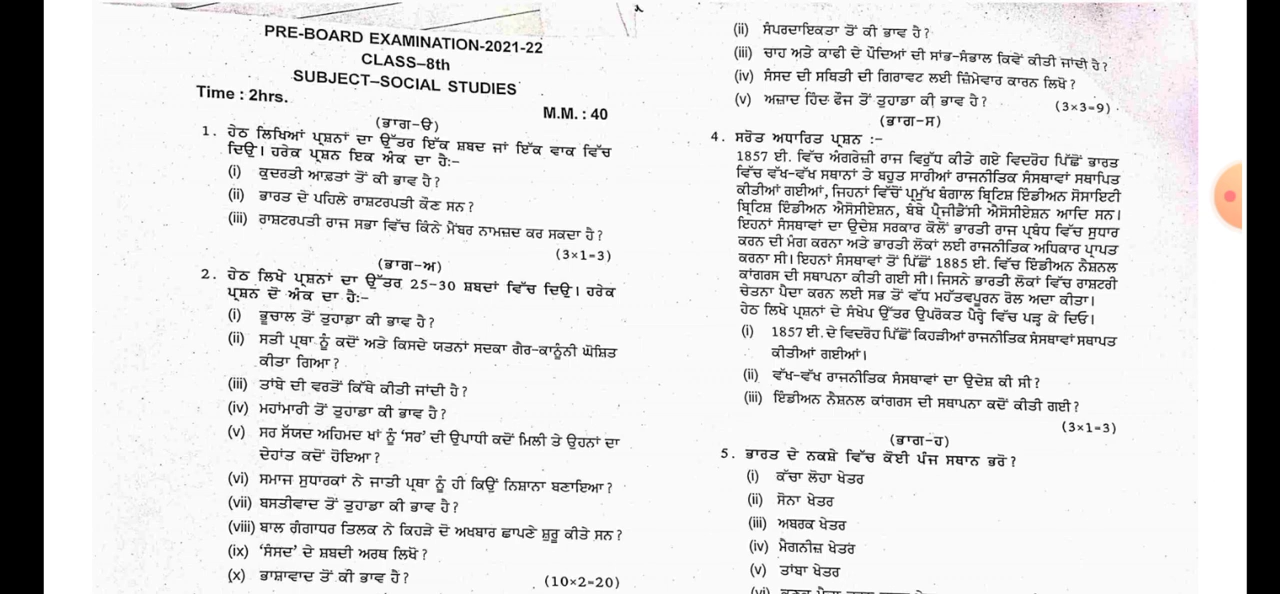 PRE-BOARD EXAMINATION-2021-22
CLASS–8th
SUBJECT–SOCIAL STUDIES
Time : 2hrs.
M.M. : 40
(ਭਾਗ-ੳ)
1. ਹੇਠ ਲਿਖਿਆਂ ਪ੍ਰਸ਼ਨਾਂ ਦਾ ਉੱਤਰ ਇੱਕ ਸ਼ਬਦ ਜਾਂ ਇੱਕ ਵਾਕ ਵਿੱਚ
ਦਿਉ। ਹਰੇਕ ਪ੍ਰਸ਼ਨ ਇਕ ਅੰਕ ਦਾ ਹੈ:–
(i) ਕੁਦਰਤੀ ਆਫ਼ਤਾਂ ਤੋਂ ਕੀ ਭਾਵ ਹੈ?
(ii) ਭਾਰਤ ਦੇ ਪਹਿਲੇ ਰਾਸ਼ਟਰਪਤੀ ਕੌਣ ਸਨ?
(iii) ਰਾਸ਼ਟਰਪਤੀ ਰਾਜ ਸਭਾ ਵਿੱਚ ਕਿੰਨੇ ਮੈਂਬਰ ਨਾਮਜ਼ਦ ਕਰ ਸਕਦਾ ਹੈ?
(3×1=3)
(ਭਾਗ-ਅ)
2. ਹੇਠ ਲਿਖੇ ਪ੍ਰਸ਼ਨਾਂ ਦਾ ਉੱਤਰ 25-30 ਸ਼ਬਦਾਂ ਵਿੱਚ ਦਿਉ। ਹਰੇਕ
ਪ੍ਰਸ਼ਨ ਦੋ ਅੰਕ ਦਾ ਹੈ:–
(i) ਭੂਚਾਲ ਤੋਂ ਤੁਹਾਡਾ ਕੀ ਭਾਵ ਹੈ?
(ii) ਸਤੀ ਪ੍ਰਥਾ ਨੂੰ ਕਦੋਂ ਅਤੇ ਕਿਸਦੇ ਯਤਨਾਂ ਸਦਕਾ ਗੈਰ-ਕਾਨੂੰਨੀ ਘੋਸ਼ਿਤ
ਕੀਤਾ ਗਿਆ?
(iii) ਤਾਂਬੇ ਦੀ ਵਰਤੋਂ ਕਿੱਥੇ ਕੀਤੀ ਜਾਂਦੀ ਹੈ?
(iv) ਮਹਾਂਮਾਰੀ ਤੋਂ ਤੁਹਾਡਾ ਕੀ ਭਾਵ ਹੈ?
(v) ਸਰ ਸੱਯਦ ਅਹਿਮਦ ਖਾਂ ਨੂੰ 'ਸਰ' ਦੀ ਉਪਾਧੀ ਕਦੋਂ ਮਿਲੀ ਤੇ ਉਹਨਾਂ ਦਾ
ਦੇਹਾਂਤ ਕਦੋਂ ਹੋਇਆ?
(vi) ਸਮਾਜ ਸੁਧਾਰਕਾਂ ਨੇ ਜਾਤੀ ਪ੍ਰਥਾ ਨੂੰ ਹੀ ਕਿਉਂ ਨਿਸ਼ਾਨਾ ਬਣਾਇਆ?
(vii) ਬਸਤੀਵਾਦ ਤੋਂ ਤੁਹਾਡਾ ਕੀ ਭਾਵ ਹੈ?
(viii) ਬਾਲ ਗੰਗਾਧਰ ਤਿਲਕ ਨੇ ਕਿਹੜੇ ਦੋ ਅਖਬਾਰ ਛਾਪਣੇ ਸ਼ੁਰੂ ਕੀਤੇ ਸਨ?
(ix) 'ਸੰਸਦ' ਦੇ ਸ਼ਬਦੀ ਅਰਥ ਲਿਖੋ?
(x) ਭਾਸ਼ਾਵਾਦ ਤੋਂ ਕੀ ਭਾਵ ਹੈ?
(10×2=20)
(ii) ਸੰਪਰਦਾਇਕਤਾ ਤੋਂ ਕੀ ਭਾਵ ਹੈ?
(iii) ਚਾਹ ਅਤੇ ਕਾਫੀ ਦੇ ਪੌਦਿਆਂ ਦੀ ਸਾਂਭ-ਸੰਭਾਲ ਕਿਵੇਂ ਕੀਤੀ ਜਾਂਦੀ ਹੈ?
(iv) ਸੰਸਦ ਦੀ ਸਥਿਤੀ ਦੀ ਗਿਰਾਵਟ ਲਈ ਜ਼ਿੰਮੇਵਾਰ ਕਾਰਨ ਲਿਖੋ?
(v) ਅਜ਼ਾਦ ਹਿੰਦ ਫੌਜ ਤੋਂ ਤੁਹਾਡਾ ਕੀ ਭਾਵ ਹੈ?
(3×3=9)
(ਭਾਗ-ਸ)
4. ਸਰੋਤ ਅਧਾਰਿਤ ਪ੍ਰਸ਼ਨ :–
1857 ਈ. ਵਿੱਚ ਅੰਗਰੇਜ਼ੀ ਰਾਜ ਵਿਰੁੱਧ ਕੀਤੇ ਗਏ ਵਿਦਰੋਹ ਪਿੱਛੋਂ ਭਾਰਤ
ਵਿੱਚ ਵੱਖ-ਵੱਖ ਸਥਾਨਾਂ ਤੇ ਬਹੁਤ ਸਾਰੀਆਂ ਰਾਜਨੀਤਿਕ ਸੰਸਥਾਵਾਂ ਸਥਾਪਿਤ
ਕੀਤੀਆਂ ਗਈਆਂ, ਜਿਹਨਾਂ ਵਿੱਚੋਂ ਪ੍ਰਮੁੱਖ ਬੰਗਾਲ ਬ੍ਰਿਟਿਸ਼ ਇੰਡੀਅਨ ਸੋਸਾਇਟੀ
ਬ੍ਰਿਟਿਸ਼ ਇੰਡੀਅਨ ਐਸੋਸੀਏਸ਼ਨ, ਬੰਬੇ ਪ੍ਰੈਜੀਡੈਂਸੀ ਐਸੋਸੀਏਸ਼ਨ ਆਦਿ ਸਨ।
ਇਹਨਾਂ ਸੰਸਥਾਵਾਂ ਦਾ ਉਦੇਸ਼ ਸਰਕਾਰ ਕੋਲੋਂ ਭਾਰਤੀ ਰਾਜ ਪ੍ਰਬੰਧ ਵਿੱਚ ਸੁਧਾਰ
ਕਰਨ ਦੀ ਮੰਗ ਕਰਨਾ ਅਤੇ ਭਾਰਤੀ ਲੋਕਾਂ ਲਈ ਰਾਜਨੀਤਿਕ ਅਧਿਕਾਰ ਪ੍ਰਾਪਤ
ਕਰਨਾ ਸੀ। ਇਹਨਾਂ ਸੰਸਥਾਵਾਂ ਤੋਂ ਪਿੱਛੋਂ 1885 ਈ. ਵਿੱਚ ਇੰਡੀਅਨ ਨੈਸ਼ਨਲ
ਕਾਂਗਰਸ ਦੀ ਸਥਾਪਨਾ ਕੀਤੀ ਗਈ ਸੀ। ਜਿਸਨੇ ਭਾਰਤੀ ਲੋਕਾਂ ਵਿੱਚ ਰਾਸ਼ਟਰੀ
ਚੇਤਨਾ ਪੈਦਾ ਕਰਨ ਲਈ ਸਭ ਤੋਂ ਵੱਧ ਮਹੱਤਵਪੂਰਨ ਰੋਲ ਅਦਾ ਕੀਤਾ।
ਹੇਠ ਲਿਖੇ ਪ੍ਰਸ਼ਨਾਂ ਦੇ ਸੰਖੇਪ ਉੱਤਰ ਉਪਰੋਕਤ ਪੈਰ੍ਹੇ ਵਿੱਚ ਪੜ੍ਹ ਕੇ ਦਿਓ।
(i) 1857 ਈ. ਦੇ ਵਿਦਰੋਹ ਪਿੱਛੋਂ ਕਿਹੜੀਆਂ ਰਾਜਨੀਤਿਕ ਸੰਸਥਾਵਾਂ ਸਥਾਪਤ
ਕੀਤੀਆਂ ਗਈਆਂ।
(ii) ਵੱਖ-ਵੱਖ ਰਾਜਨੀਤਿਕ ਸੰਸਥਾਵਾਂ ਦਾ ਉਦੇਸ਼ ਕੀ ਸੀ?
(iii) ਇੰਡੀਅਨ ਨੈਸ਼ਨਲ ਕਾਂਗਰਸ ਦੀ ਸਥਾਪਨਾ ਕਦੋਂ ਕੀਤੀ ਗਈ?
(3×1=3)
(ਭਾਗ-ਹ)
5. ਭਾਰਤ ਦੇ ਨਕਸ਼ੇ ਵਿੱਚ ਕੋਈ ਪੰਜ ਸਥਾਨ ਭਰੋ?
(i) ਕੱਚਾ ਲੋਹਾ ਖੇਤਰ
(ii) ਸੋਨਾ ਖੇਤਰ
(iii) ਅਬਰਕ ਖੇਤਰ
(iv) ਮੈਗਨੀਜ਼ ਖੇਤਰ
(v) ਤਾਂਬਾ ਖੇਤਰ
(vi)